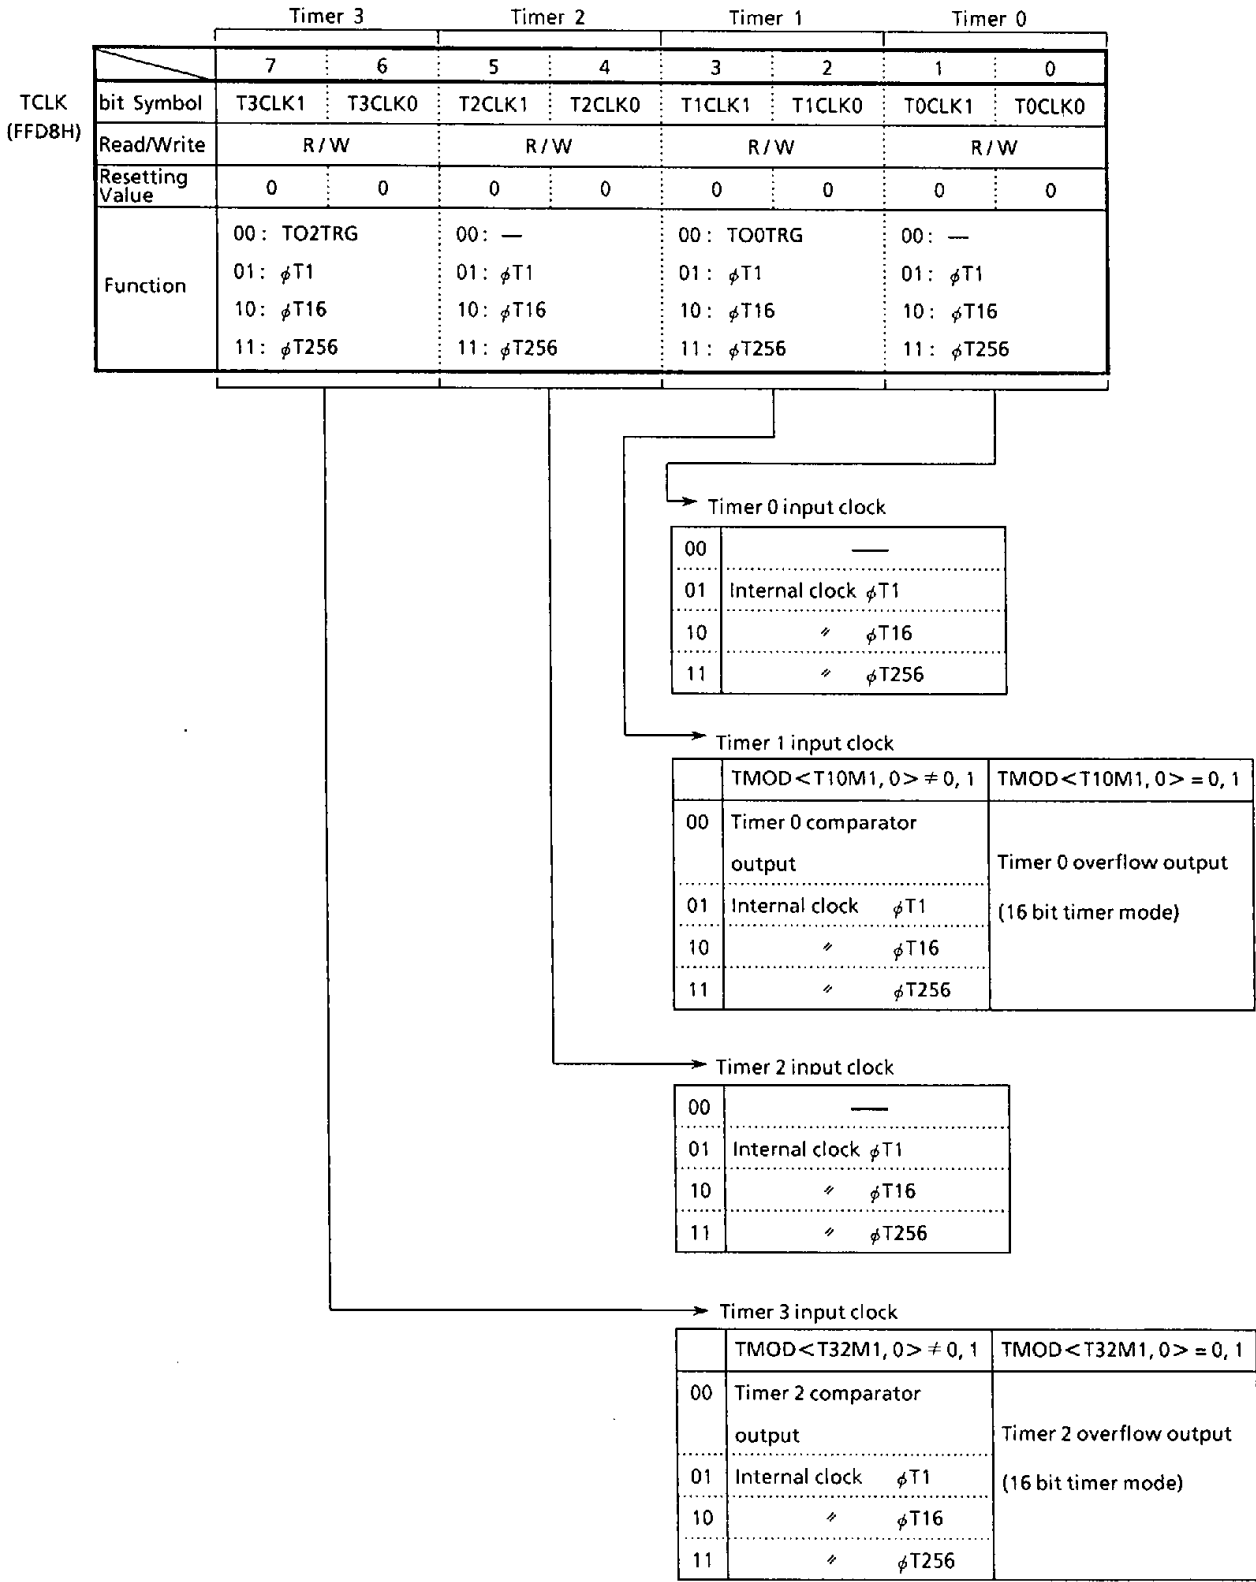 Timer 3 Timer 2 Timer 1 Timer 0
7 6 5 4 3 2 1 0
TCLK (FFD8H)
bit Symbol T3CLK1 T3CLK0 T2CLK1 T2CLK0 T1CLK1 T1CLK0 T0CLK1 T0CLK0
Read/Write R / W R / W R / W R / W
Resetting Value 0 0 0 0 0 0 0 0
Function
00 : TO2TRG 00 : — 00 : TO0TRG 00 : —
01 : ϕT1 01 : ϕT1 01 : ϕT1 01 : ϕT1
10 : ϕT16 10 : ϕT16 10 : ϕT16 10 : ϕT16
11 : ϕT256 11 : ϕT256 11 : ϕT256 11 : ϕT256
Timer 0 input clock
00 —
01 Internal clock ϕT1
10 〃 ϕT16
11 〃 ϕT256
Timer 1 input clock
TMOD<T10M1, 0> ≠ 0, 1 TMOD<T10M1, 0> = 0, 1
00 Timer 0 comparator
output
01 Internal clock ϕT1
10 〃 ϕT16
11 〃 ϕT256
Timer 0 overflow output
(16 bit timer mode)
Timer 2 input clock
00 —
01 Internal clock ϕT1
10 〃 ϕT16
11 〃 ϕT256
Timer 3 input clock
TMOD<T32M1, 0> ≠ 0, 1 TMOD<T32M1, 0> = 0, 1
00 Timer 2 comparator
output
01 Internal clock ϕT1
10 〃 ϕT16
11 〃 ϕT256
Timer 2 overflow output
(16 bit timer mode)